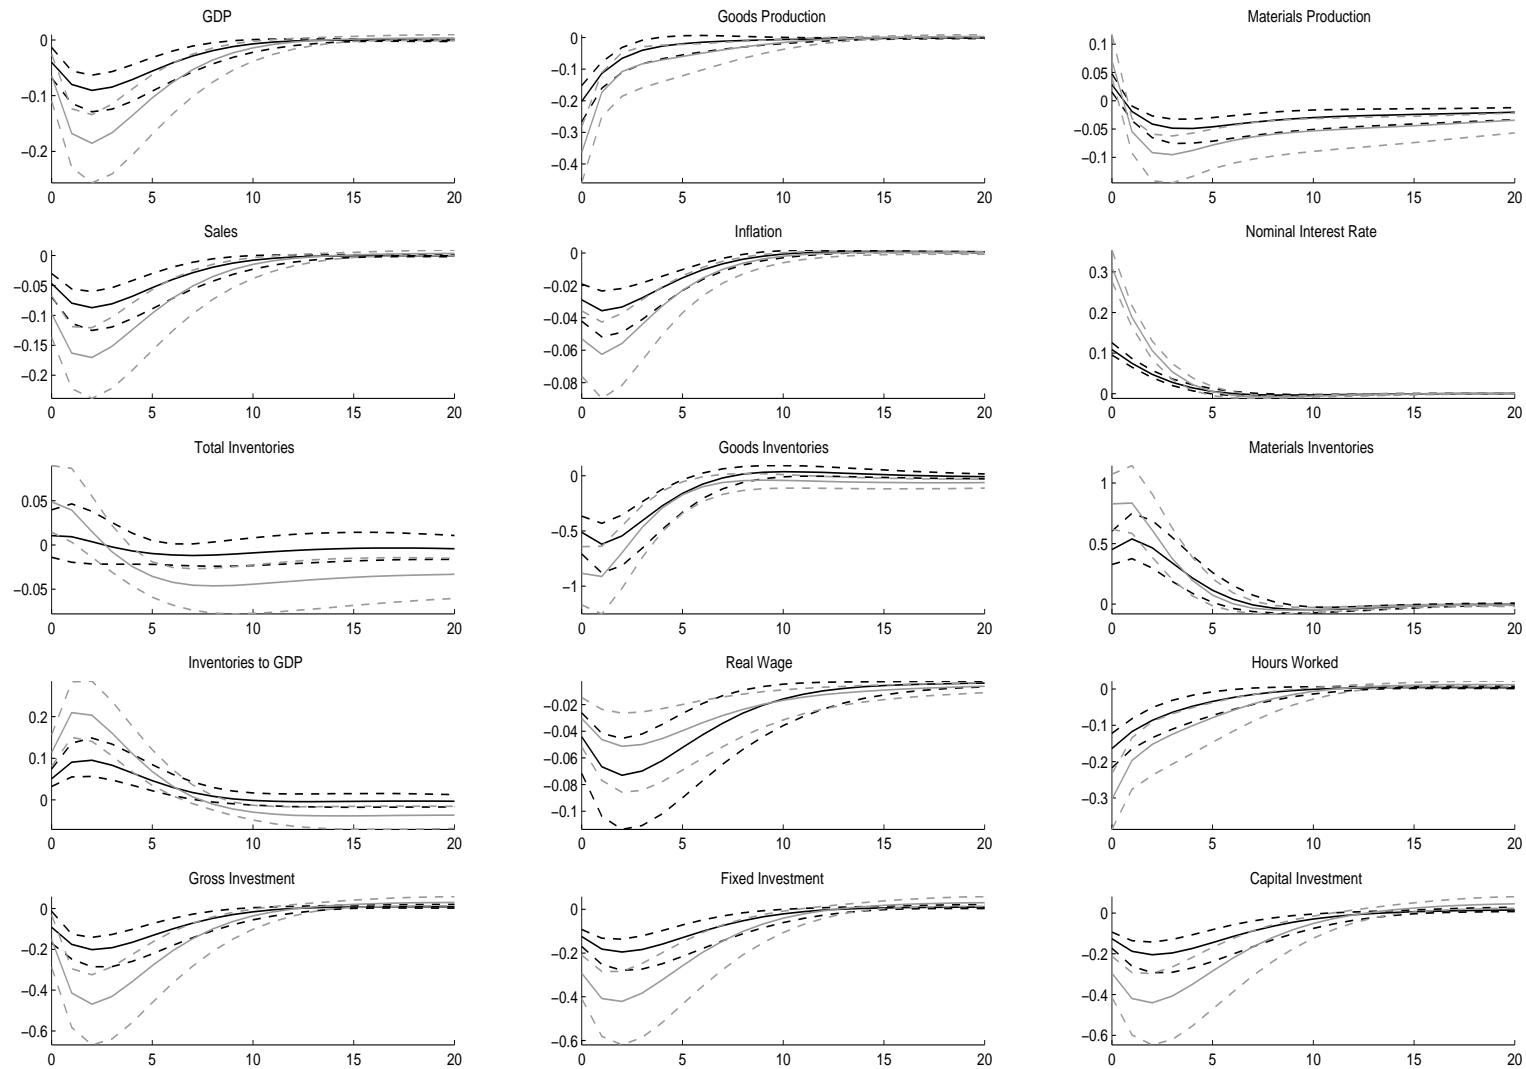 GDP
0
−0.1
−0.2
0 5 10 15 20
Goods Production
0
−0.1
−0.2
−0.3
−0.4
0 5 10 15 20
Materials Production
0.1
0.05
0
−0.05
−0.1
0 5 10 15 20
Sales
0
−0.05
−0.1
−0.15
−0.2
0 5 10 15 20
Inflation
0
−0.02
−0.04
−0.06
−0.08
0 5 10 15 20
Nominal Interest Rate
0.3
0.2
0.1
0
0 5 10 15 20
Total Inventories
0.05
0
−0.05
0 5 10 15 20
Goods Inventories
0
−0.5
−1
0 5 10 15 20
Materials Inventories
1
0.5
0
0 5 10 15 20
Inventories to GDP
0.2
0.1
0
0 5 10 15 20
Real Wage
−0.02
−0.04
−0.06
−0.08
−0.1
0 5 10 15 20
Hours Worked
0
−0.1
−0.2
−0.3
0 5 10 15 20
Gross Investment
0
−0.2
−0.4
−0.6
0 5 10 15 20
Fixed Investment
0
−0.2
−0.4
−0.6
0 5 10 15 20
Capital Investment
0
−0.2
−0.4
−0.6
0 5 10 15 20